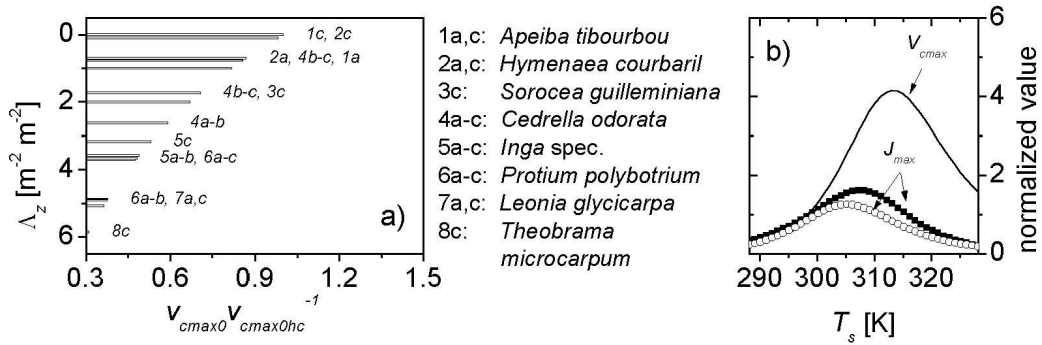 0
2
4
6
Λz [m-2 m-2]
1c, 2c
2a, 4b-c, 1a
4b-c, 3c
4a-b
5c
5a-b, 6a-c
6a-b, 7a,c
8c
a)
0.3 0.6 0.9 1.2 1.5
vcmax0 vcmax0hc-1
1a,c: Apeiba tibourbou
2a,c: Hymenaea courbaril
3c: Sorocea guilleminiana
4a-c: Cedrella odorata
5a-c: Inga spec.
6a-c: Protium polybotrium
7a,c: Leonia glycicarpa
8c: Theobrama
microcarpum
b)
Vcmax
Jmax
6
4
2
0
normalized value
290 300 310 320
Ts [K]